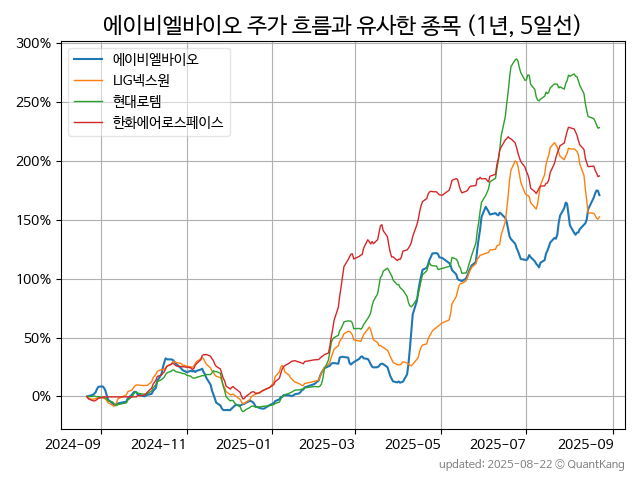 에이비엘바이오 주가 흐름과 유사한 종목 (1년, 5일선)
300%
250%
200%
150%
100%
50%
0%
에이비엘바이오
LIG넥스원
현대로템
한화에어로스페이스
2024-09
2024-11
2025-01
2025-03
2025-05
2025-07
2025-09
updated: 2025-08-22 © QuantKang